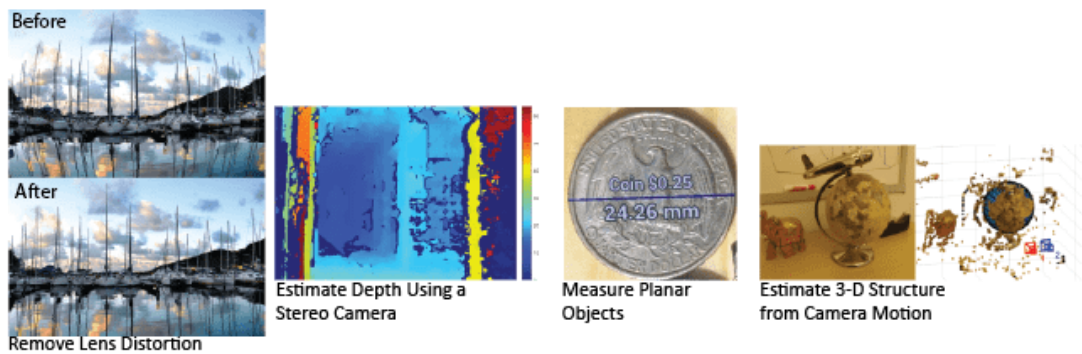 Before
After
Remove Lens Distortion
Estimate Depth Using a
Stereo Camera
Coin $0.25
24.26 mm
Measure Planar
Objects
Estimate 3-D Structure
from Camera Motion